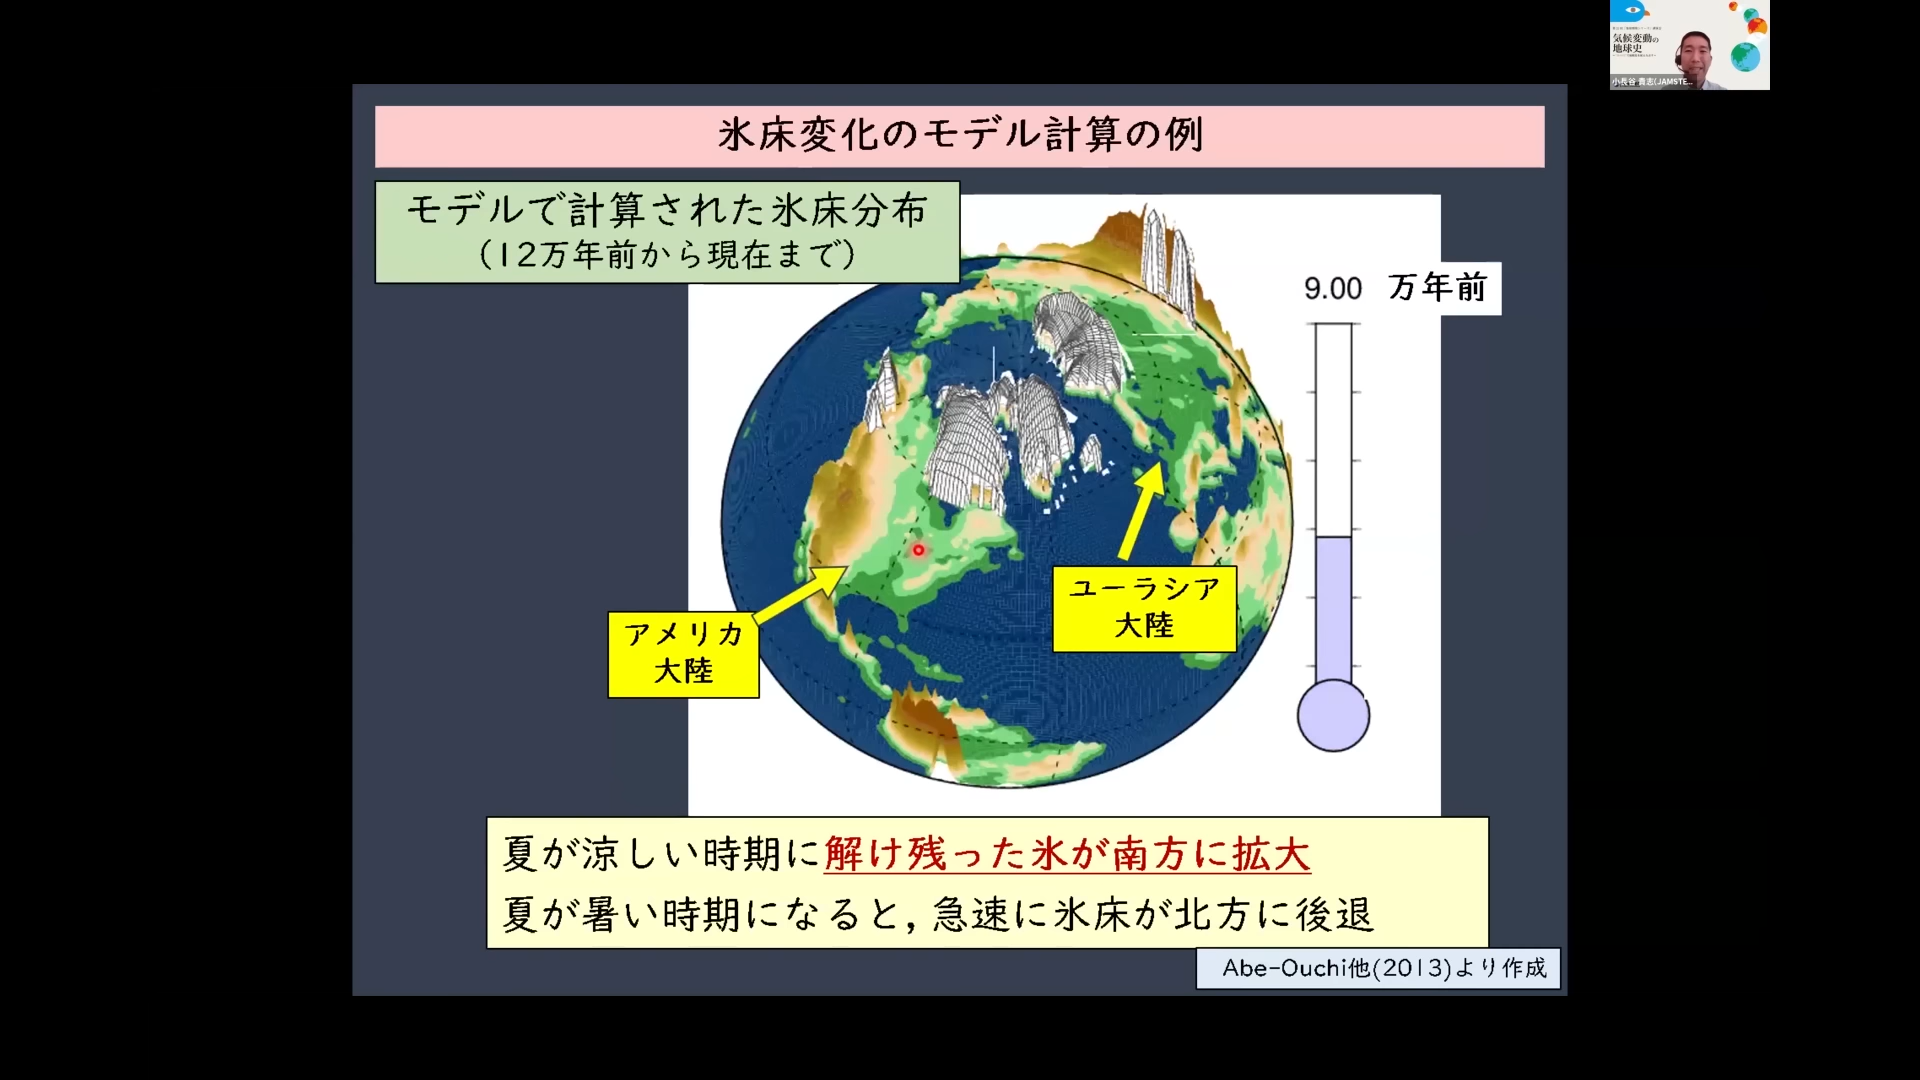 氷床変化のモデル計算の例
モデルで計算された氷床分布
(12万年前から現在まで)
9.00 万年前
アメリカ
大陸
ユーラシア
大陸
夏が涼しい時期に解け残った氷が南方に拡大
夏が暑い時期になると, 急速に氷床が北方に後退
Abe-Ouchi他(2013)より作成
気候変動の
地球史
小長谷 貴志(JAMSTE...